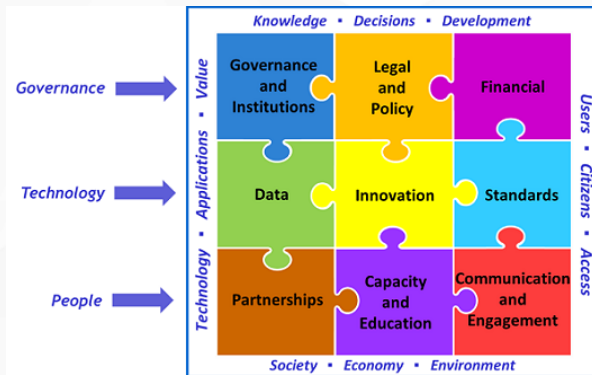 Knowledge ▪ Decisions ▪ Development
Governance
Technology
People
Technology ▪ Applications ▪ Value
Governance
and
Institutions
Legal
and
Policy
Financial
Data
Innovation
Standards
Partnerships
Capacity
and
Education
Communication
and
Engagement
Users ▪ Citizens ▪ Access
Society ▪ Economy ▪ Environment